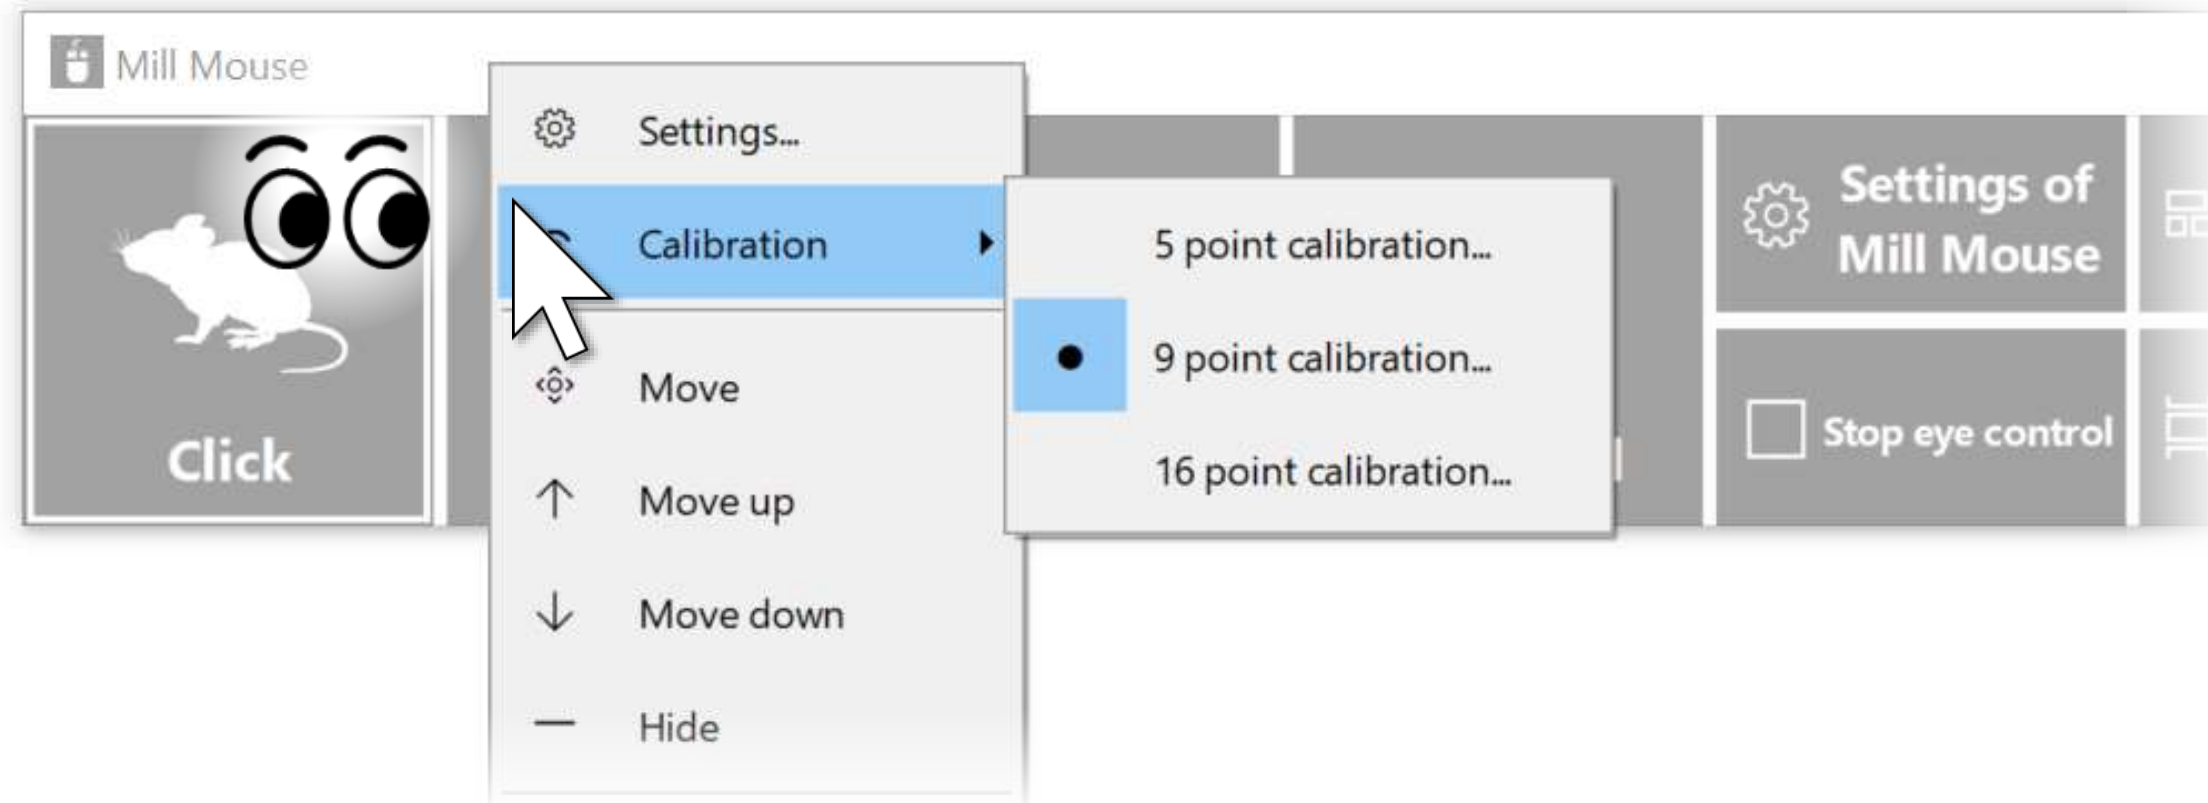 Mill Mouse
Click
Settings...
Calibration
Move
Move up
Move down
Hide
5 point calibration...
9 point calibration...
16 point calibration...
Settings of
Mill Mouse
Stop eye control